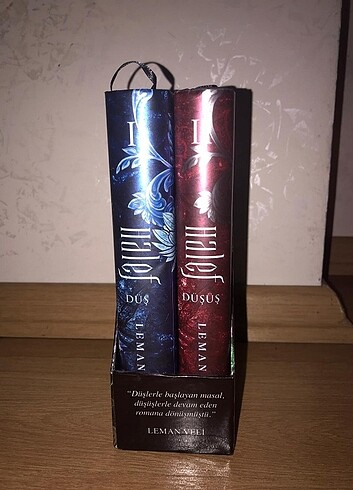 I
Halef
DÜŞ
LEMAN
I
Halef
DÜŞÜŞ
LEMAN
"Düşlerle başlayan masal,
düşüşlerle devam eden
romana dönüşmüştü."
LEMAN VELİ